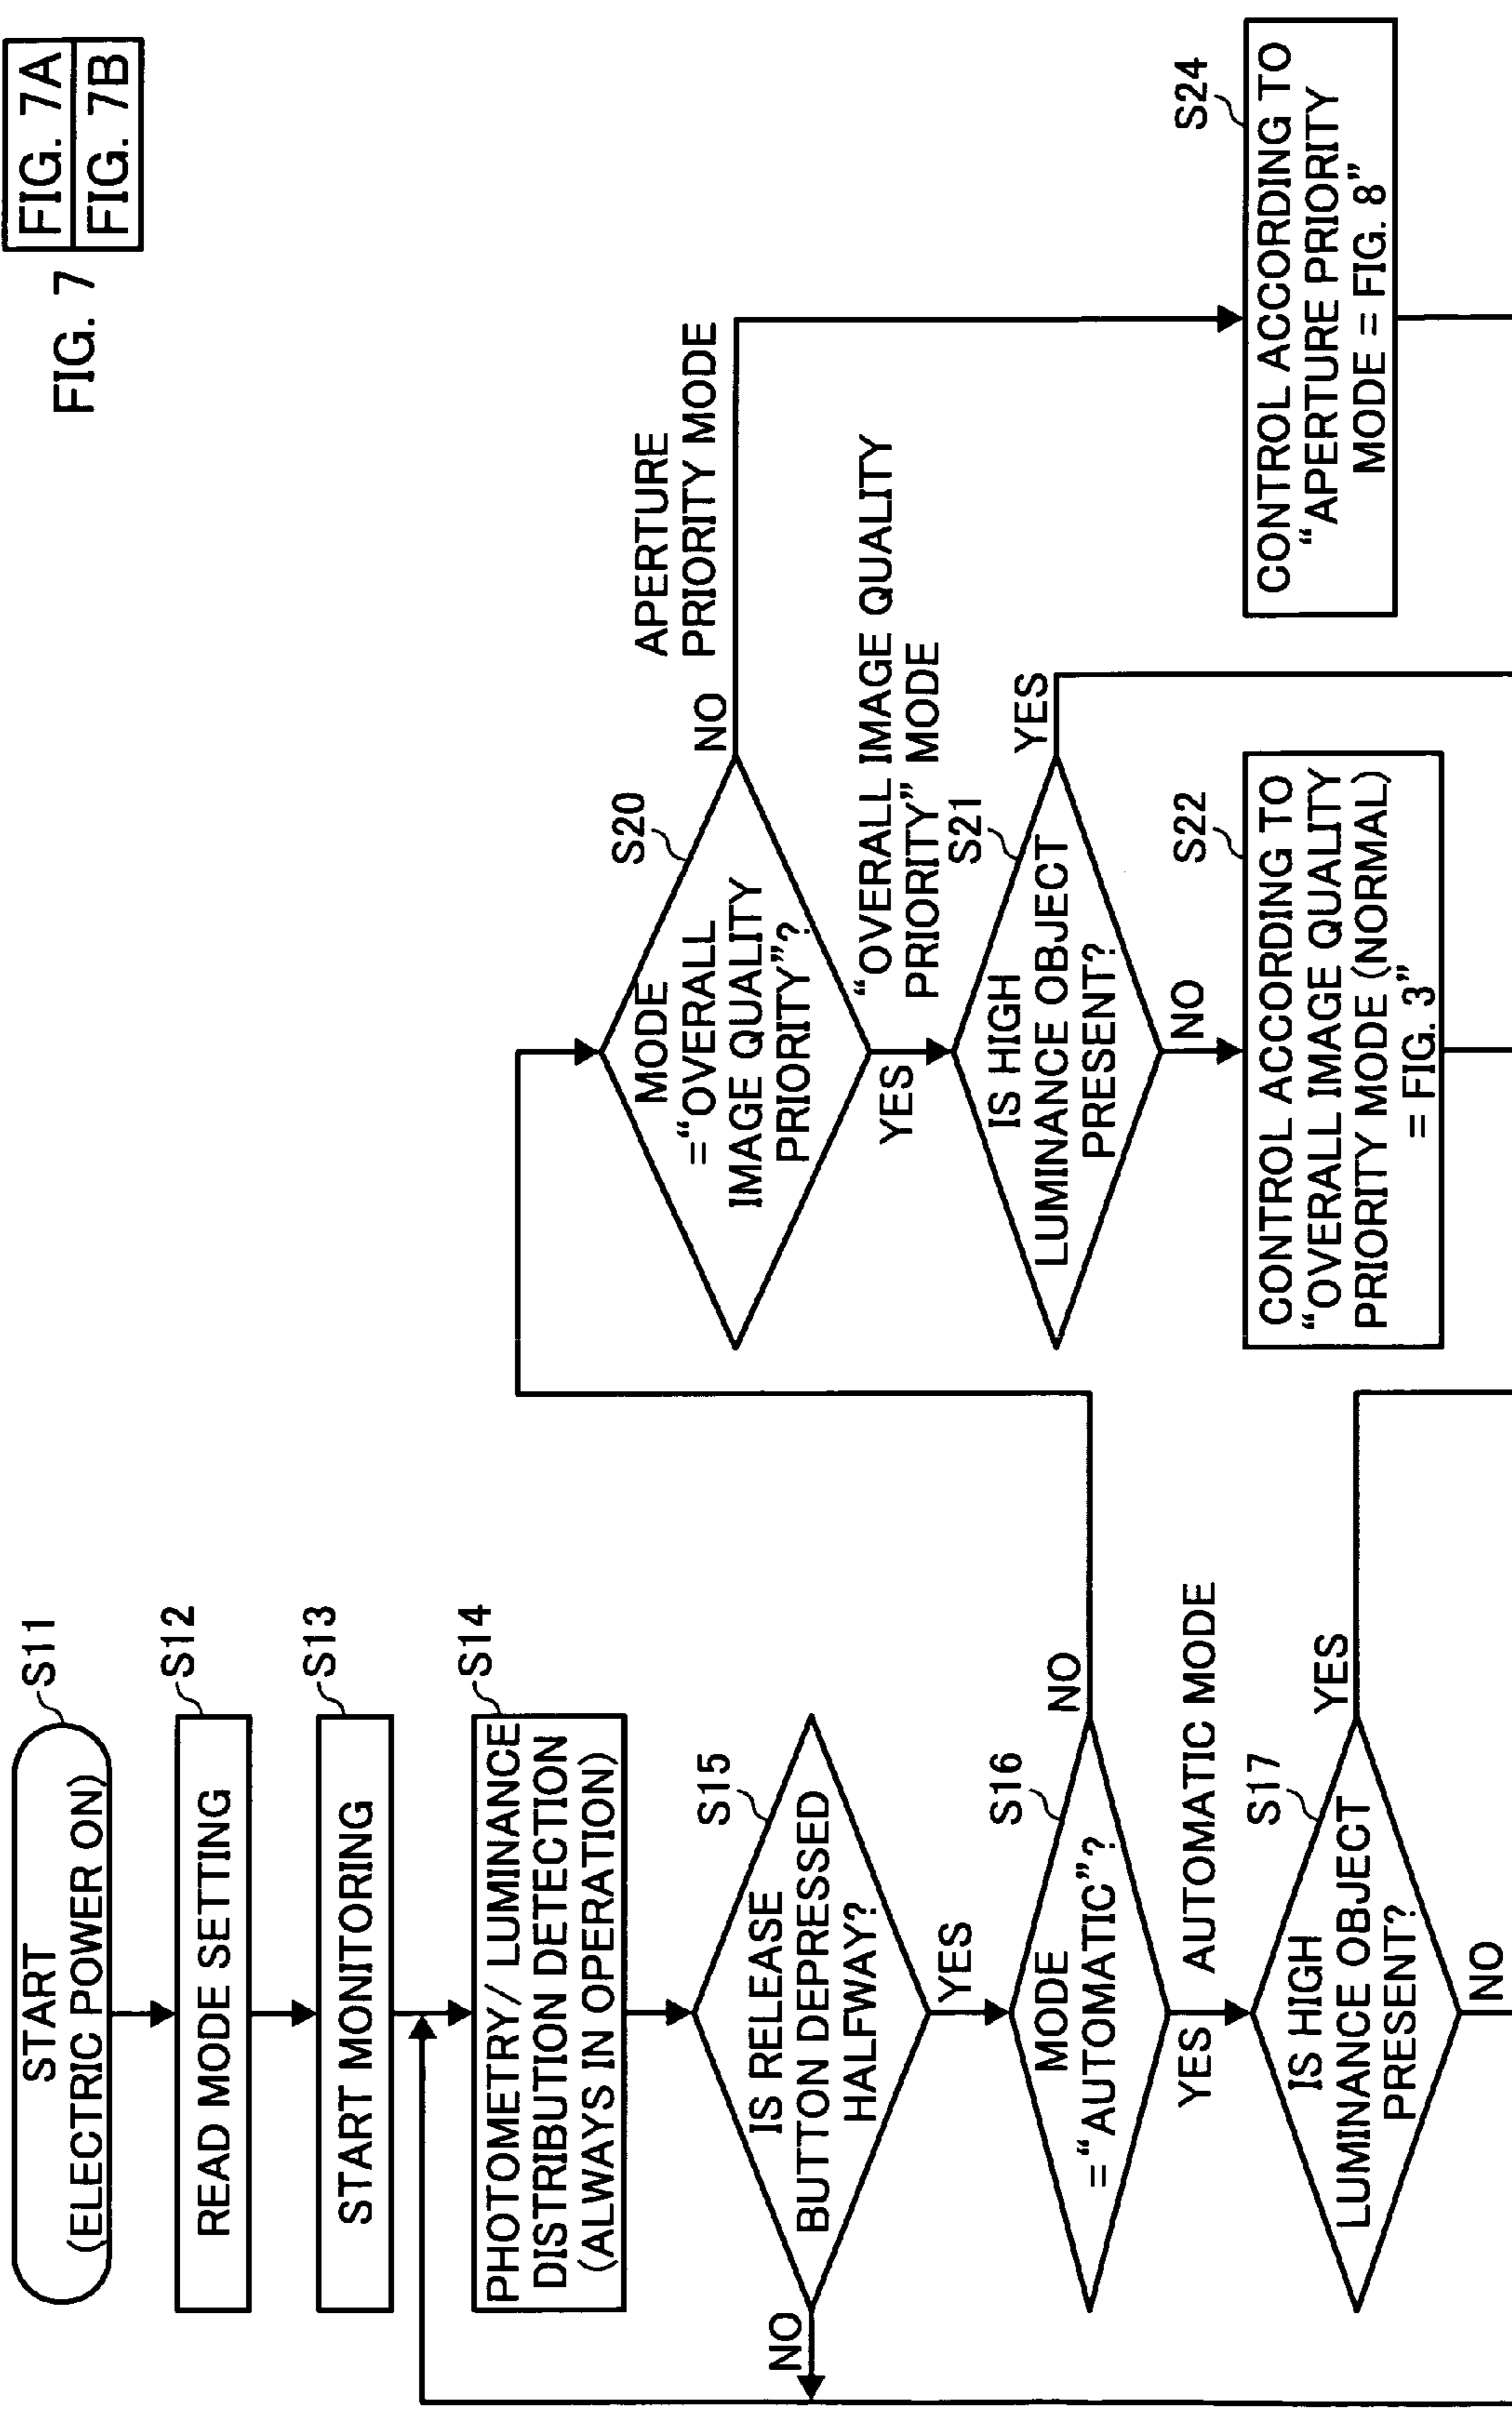 FIG. 7
FIG. 7A
FIG. 7B
START
(ELECTRIC POWER ON)
S11
READ MODE SETTING
S12
START MONITORING
S13
PHOTOMETRY/ LUMINANCE
DISTRIBUTION DETECTION
(ALWAYS IN OPERATION)
S14
IS RELEASE
BUTTON DEPRESSED
HALFWAY?
S15
NO
YES
MODE
=“AUTOMATIC”?
S16
NO
YES
AUTOMATIC MODE
IS HIGH
LUMINANCE OBJECT
PRESENT?
S17
YES
NO
MODE
=“OVERALL
IMAGE QUALITY
PRIORITY”?
S20
NO
APERTURE
PRIORITY MODE
YES
“OVERALL IMAGE QUALITY
PRIORITY” MODE
IS HIGH
LUMINANCE OBJECT
PRESENT?
S21
YES
NO
CONTROL ACCORDING TO
“OVERALL IMAGE QUALITY
PRIORITY MODE (NORMAL)
= FIG. 3”
S22
CONTROL ACCORDING TO
“APERTURE PRIORITY
MODE = FIG. 8”
S24